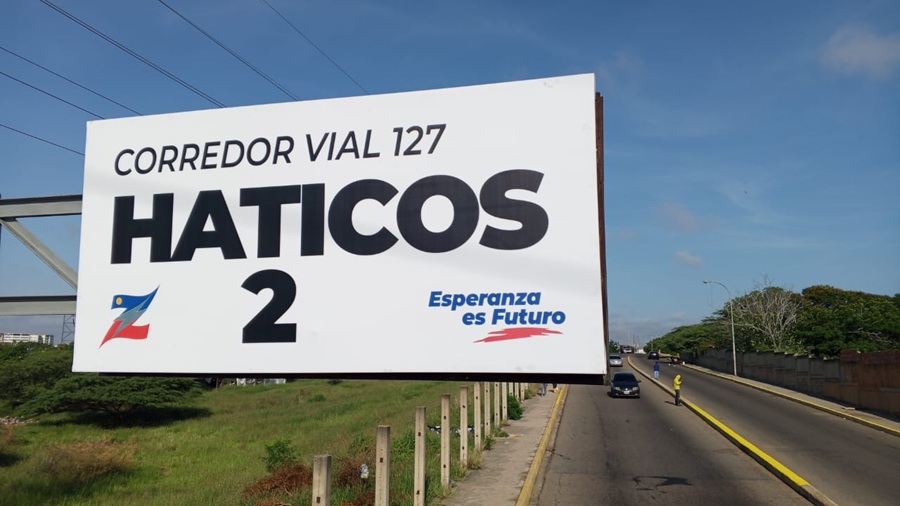 CORREDOR VIAL 127
HATICOS
2
Esperanza
es Futuro